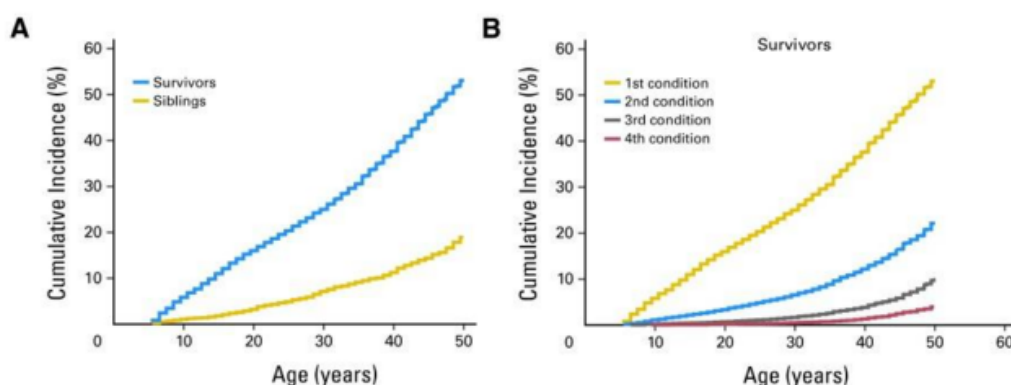 A
Cumulative Incidence (%)
60
50
40
30
20
10
0
10
20
30
40
50
Age (years)
Survivors
Siblings
B
Survivors
Cumulative Incidence (%)
60
50
40
30
20
10
0
10
20
30
40
50
60
Age (years)
1st condition
2nd condition
3rd condition
4th condition